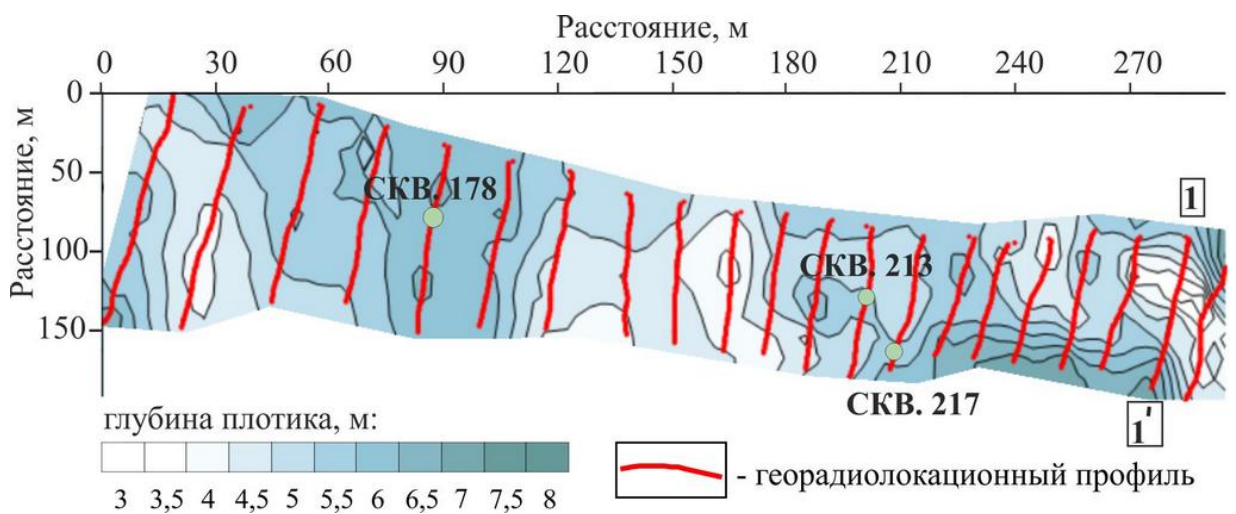 Расстояние, м
0 30 60 90 120 150 180 210 240 270
Расстояние, м
0
50
100
150
СКВ. 178
1
СКВ. 213
СКВ. 217
1'
глубина плотика, м:
3 3,5 4 4,5 5 5,5 6 6,5 7 7,5 8
- георадиолокационный профиль